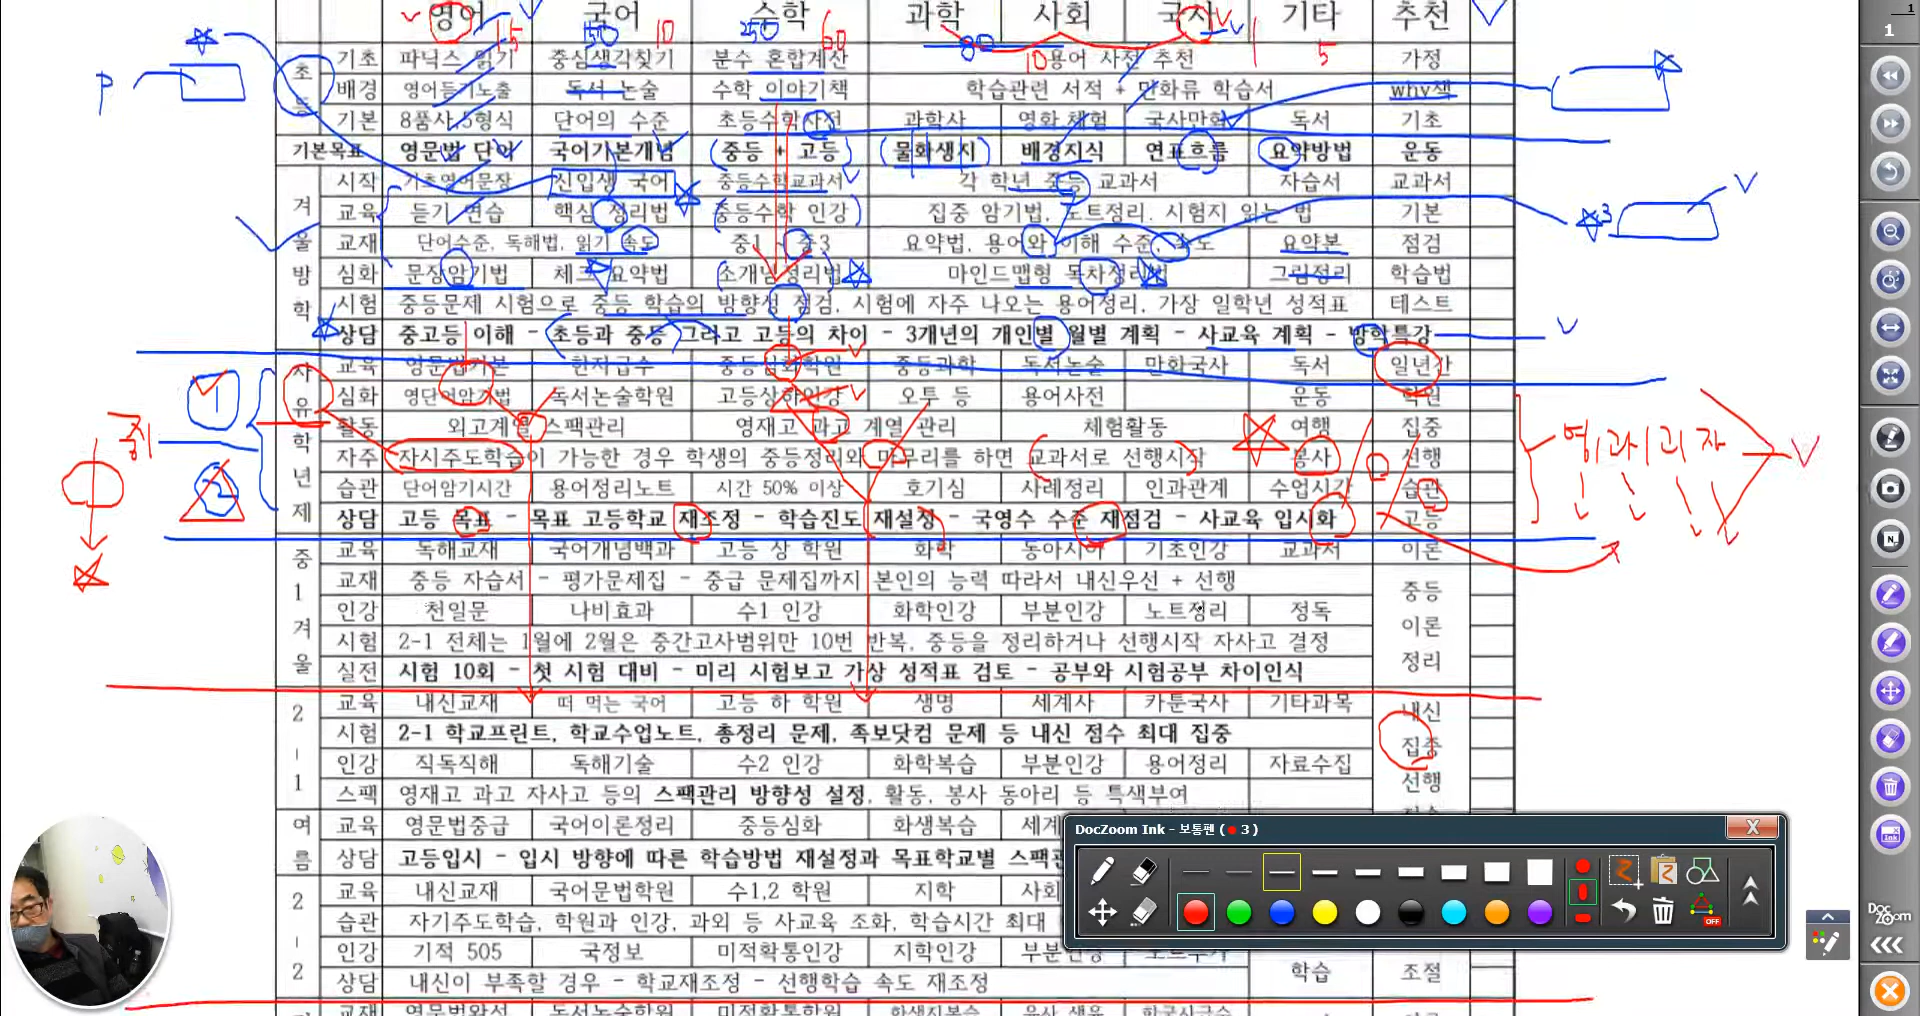 영어 국어 수학 과학 사회 국사 기타 추천
15 150 10 250 60 80 10 5
초등 기초 파닉스 읽기 중심생각찾기 분수 혼합계산 용어 사전 추천 가정
배경 영어듣기노출 독서 논술 수학 이야기책 학습관련 서적 + 만화류 학습서 why책
기본 8품사,5형식 단어의 수준 초등수학사전 과학사 영화 체험 국사만화 독서 기초
기본목표 영문법 단어 국어기본개념 (중등 + 고등) 물화생지 배경지식 연표흐름 요약방법 운동
겨울방학 시작 기초영어문장 신입생 국어 중등수학교과서 각 학년 중등 교과서 자습서 교과서
교육 듣기 연습 핵심 정리법 중등수학 인강 집중 암기법, 노트정리. 시험지 읽는 법 기본
교재 단어수준, 독해법, 읽기 속도 중1 ~ 중3 요약법, 용어와 이해 수준, 속도 요약본 점검
심화 문장암기법 체크 요약법 소개념정리법 마인드맵형 목차정리법 그림정리 학습법
시험 중등문제 시험으로 중등 학습의 방향성 점검, 시험에 자주 나오는 용어정리, 가장 일학년 성적표 테스트
상담 중고등 이해 - 초등과 중등 그리고 고등의 차이 - 3개년의 개인별 월별 계획 - 사교육 계획 - 방학특강
자유학년제 교육 영문법기본 한자급수 중등심화학원 중등과학 독서논술 만화국사 독서 일년간
심화 영단어암기법 독서논술학원 고등상하인강 오투 등 용어사전 운동 학원
활동 외고계열 스팩관리 영재고 과고 계열 관리 체험활동 여행 집중
자주 자시주도학습이 가능한 경우 학생의 중등정리와 마무리를 하면 교과서로 선행시작 봉사 선행
습관 단어암기시간 용어정리노트 시간 50% 이상 호기심 사례정리 인과관계 수업시간 습관
상담 고등 목표 - 목표 고등학교 재조정 - 학습진도 재설정 - 국영수 수준 재점검 - 사교육 입시화 고등
중1겨울 교육 독해교재 국어개념백과 고등 상 학원 화학 동아시아 기초인강 교과서 이론
교재 중등 자습서 - 평가문제집 - 중급 문제집까지 본인의 능력 따라서 내신우선 + 선행
인강 천일문 나비효과 수1 인강 화학인강 부분인강 노트정리 정독 중등 이론 정리
시험 2-1 전체는 1월에 2월은 중간고사범위만 10번 반복, 중등을 정리하거나 선행시작 자사고 결정
실전 시험 10회 - 첫 시험 대비 - 미리 시험보고 가상 성적표 검토 - 공부와 시험공부 차이인식
2-1 교육 내신교재 떠 먹는 국어 고등 하 학원 생명 세계사 카툰국사 기타과목 내신
시험 2-1 학교프린트, 학교수업노트, 총정리 문제, 족보닷컴 문제 등 내신 점수 최대 집중 집중
인강 직독직해 독해기술 수2 인강 화학복습 부분인강 용어정리 자료수집 선행
스팩 영재고 과고 자사고 등의 스팩관리 방향성 설정, 활동, 봉사 동아리 등 특색부여
여름 교육 영문법중급 국어이론정리 중등심화 화생복습
상담 고등입시 - 입시 방향에 따른 학습방법 재설정과 목표학교별
2-2 교육 내신교재 국어문법학원 수1,2 학원 지학
습관 자기주도학습, 학원과 인강, 과외 등 사교육 조화, 학습시간 최대
인강 기적 505 국정보 미적확통인강 지학인강 학습 조절
상담 내신이 부족할 경우 - 학교재조정 - 선행학습 속도 재조정
교재 영문법완성 독서논술학원 미적확통학원 화생지복습
P
중1
영|과|괴 자
DocZoom Ink - 보통펜 ( 3 )
OFF
DocZoom
1
1